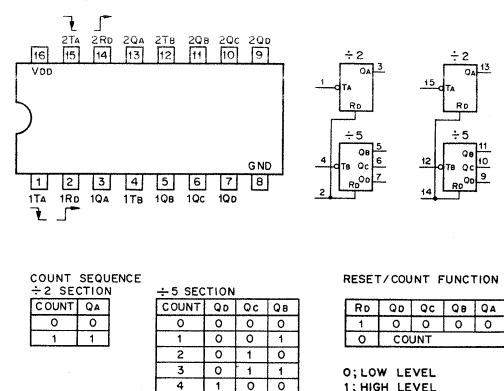 2TA 2RD 2QA 2TB 2QB 2QC 2QD
16 15 14 13 12 11 10 9
VDD
GND
1 2 3 4 5 6 7 8
1TA 1RD 1QA 1TB 1QB 1QC 1QD
÷2
QA 3
1 TA
RD
÷5
QB 5
4 TB QC 6
QD 7
RD
2
÷2
QA 13
15 TA
RD
÷5
QB 11
12 TB QC 10
QD 9
RD
14
COUNT SEQUENCE
÷2 SECTION
COUNT QA
0 0
1 1
÷5 SECTION
COUNT QD QC QB
0 0 0 0
1 0 0 1
2 0 1 0
3 0 1 1
4 1 0 0
RESET/COUNT FUNCTION
RD QD QC QB QA
1 0 0 0 0
0 COUNT
0; LOW LEVEL
1; HIGH LEVEL